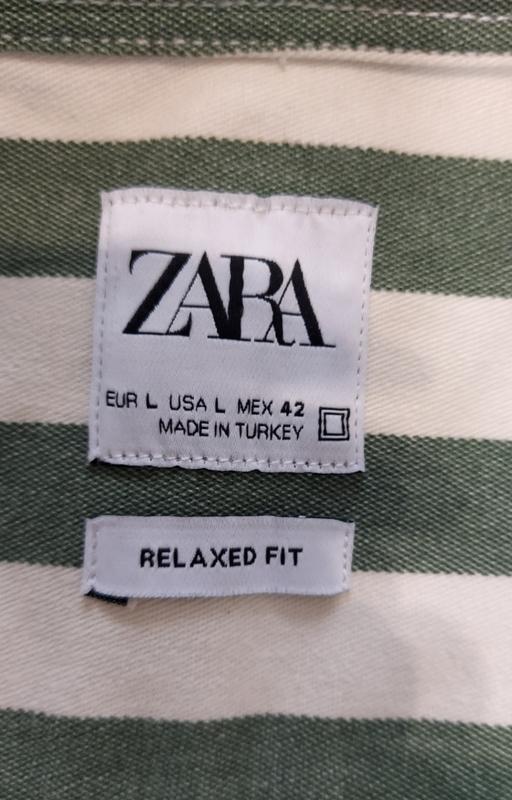 ZARA
EUR L USA L MEX 42
MADE IN TURKEY
RELAXED FIT